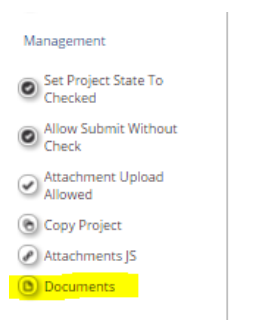 Management
Set Project State To
Checked
Allow Submit Without
Check
Attachment Upload
Allowed
Copy Project
Attachments JS
Documents